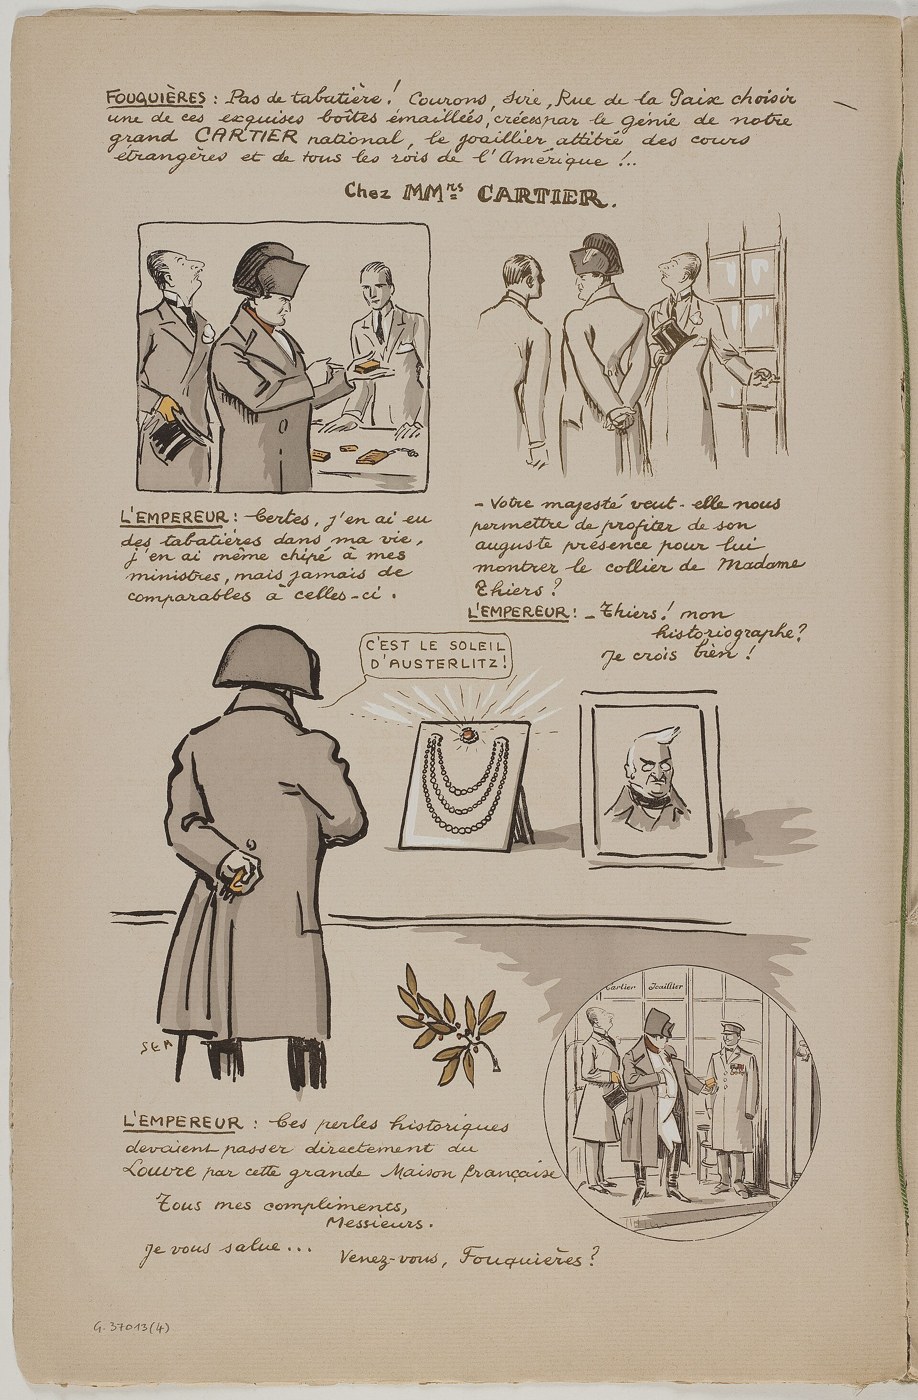 FOUQUIÈRES : Pas de tabatière ! Courons, Sire, Rue de la Paix choisir
une de ces exquises boîtes émaillées, créées par le génie de notre
grand CARTIER national, le joaillier attitré des cours
étrangères et de tous les rois de l'Amérique !..
Chez MMrs CARTIER.
L'EMPEREUR : Certes, j'en ai eu
des tabatières dans ma vie,
j'en ai même chipé à mes
ministres, mais jamais de
comparables à celles-ci.
- Votre majesté veut-elle nous
permettre de profiter de son
auguste présence pour lui
montrer le collier de Madame
Thiers ?
L'EMPEREUR : - Thiers ! mon
historiographe ?
Je crois bien !
C'EST LE SOLEIL
D'AUSTERLITZ !
Cartier Joaillier
SEM
L'EMPEREUR : Ces perles historiques
devaient passer directement du
Louvre par cette grande Maison française
Tous mes compliments,
Messieurs.
Je vous salue... Venez-vous, Fouquières ?
G. 37013(4)